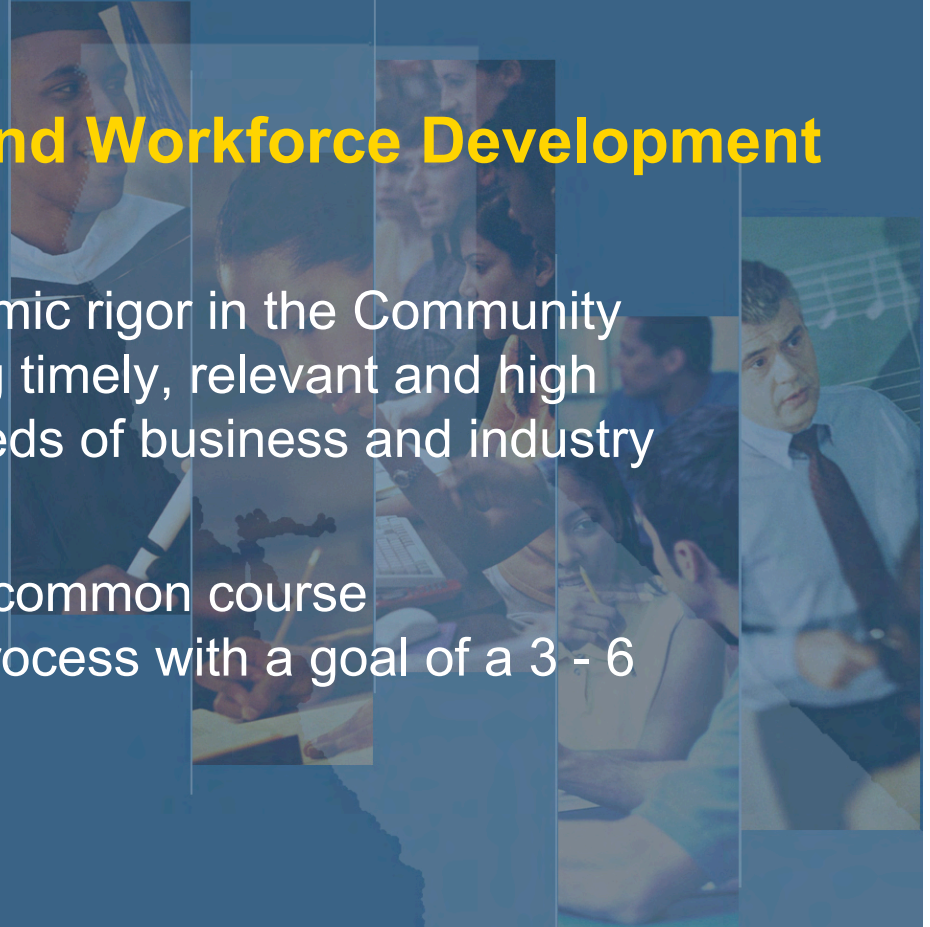 nd Workforce Development
mic rigor in the Community
g timely, relevant and high
eds of business and industry
common course
rocess with a goal of a 3 - 6